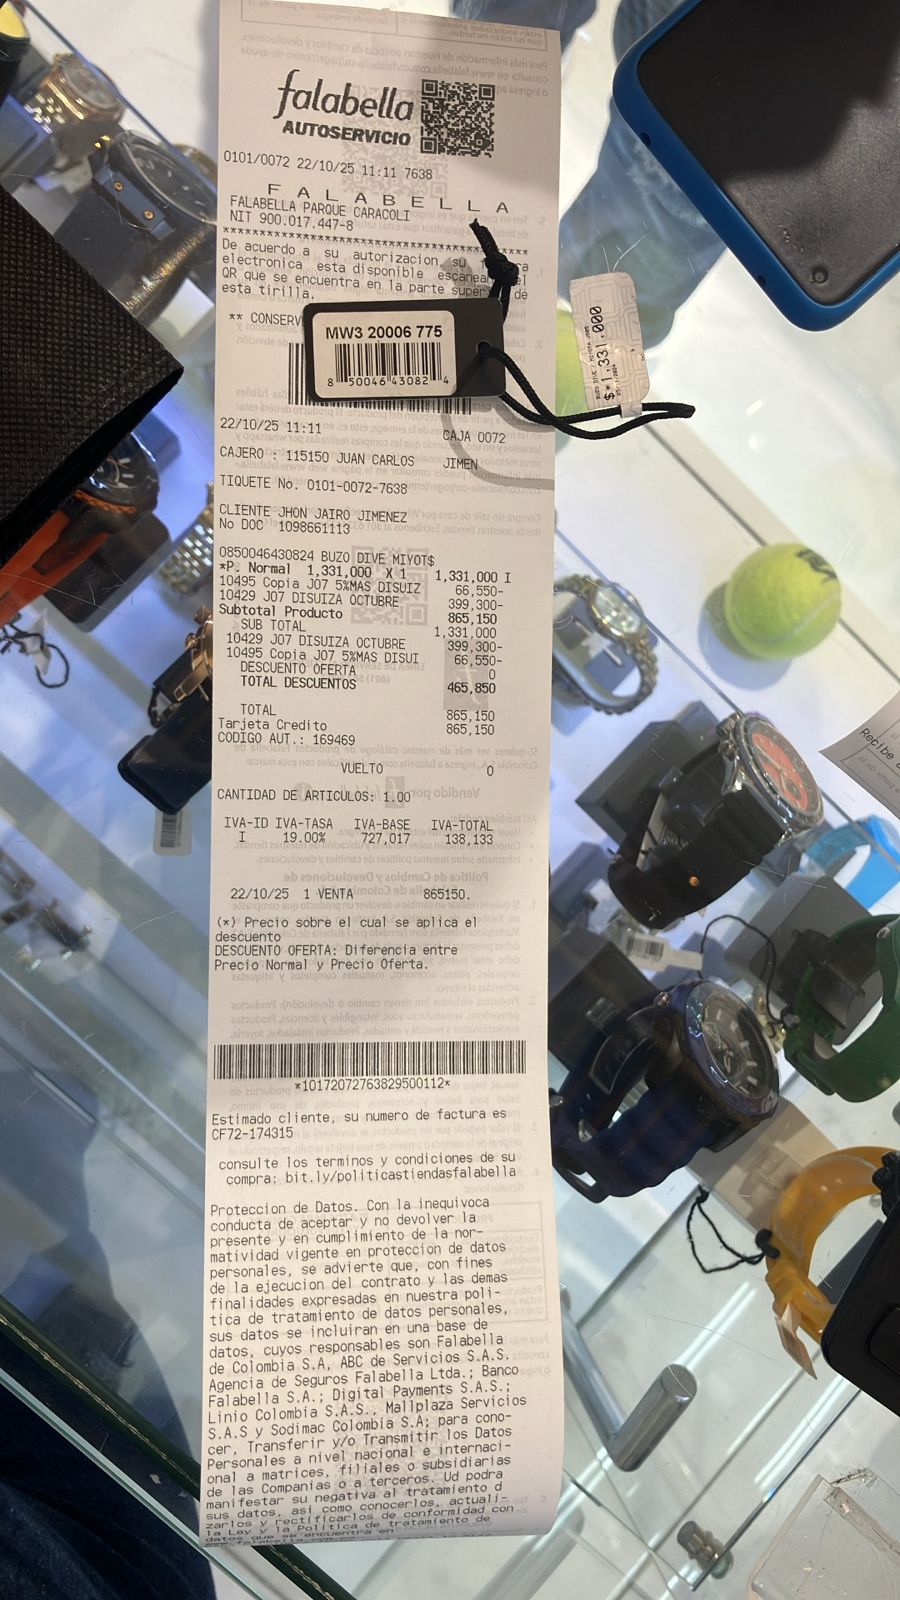 falabella
AUTOSERVICIO
0101/0072 22/10/25 11:11 7638
F A L A B E L L A
FALABELLA PARQUE CARACOLI
NIT 900.017.447-8
************************************
De acuerdo a su autorizacion su
electronica esta disponible escanea el
QR que se encuentra en la parte super de
esta tirilla.
** CONSERV
MW3 20006 775
8 50046 43082 4
$*1,331,000
22/10/25 11:11 CAJA 0072
CAJERO : 115150 JUAN CARLOS JIMEN
TIQUETE No. 0101-0072-7638
CLIENTE JHON JAIRO JIMENEZ
No DOC 1098661113
0850046430824 BUZO DIVE MIYOT$
*P. Normal 1,331,000 X 1 1,331,000 I
10495 Copia J07 5%MAS DISUIZ 66,550-
10429 J07 DISUIZA OCTUBRE 399,300-
Subtotal Producto 865,150
SUB TOTAL 1,331,000
10429 J07 DISUIZA OCTUBRE 399,300-
10495 Copia J07 5%MAS DISUI 66,550-
DESCUENTO OFERTA 0
TOTAL DESCUENTOS 465,850
TOTAL 865,150
Tarjeta Credito 865,150
CODIGO AUT.: 169469
VUELTO 0
CANTIDAD DE ARTICULOS: 1.00
IVA-ID IVA-TASA IVA-BASE IVA-TOTAL
I 19.00% 727,017 138,133
22/10/25 1 VENTA 865150.
(*) Precio sobre el cual se aplica el
descuento
DESCUENTO OFERTA: Diferencia entre
Precio Normal y Precio Oferta.
*10172072763829500112*
Estimado cliente, su numero de factura es
CF72-174315
consulte los terminos y condiciones de su
compra: bit.ly/politicastiendasfalabella
Proteccion de Datos. Con la inequivoca
conducta de aceptar y no devolver la
presente y en cumplimiento de la nor-
matividad vigente en proteccion de datos
personales, se advierte que, con fines
de la ejecucion del contrato y las demas
finalidades expresadas en nuestra poli-
tica de tratamiento de datos personales,
sus datos se incluiran en una base de
datos, cuyos responsables son Falabella
de Colombia S.A, ABC de Servicios S.A.S.
Agencia de Seguros Falabella Ltda.; Banco
Falabella S.A.; Digital Payments S.A.S.;
Linio Colombia S.A.S., Mallplaza Servicios
S.A.S y Sodimac Colombia S.A; para cono-
cer, Transferir y/o Transmitir los Datos
Personales a nivel nacional e internaci-
onal a matrices, filiales o subsidiarias
de las Companias o a terceros. Ud podra
manifestar su negativa al tratamiento d
sus datos, asi como conocerlos, actuali-
zarlos y rectificarlos de conformidad con
la Ley y la Politica de tratamiento de
datos que se encuentra en
Recibe